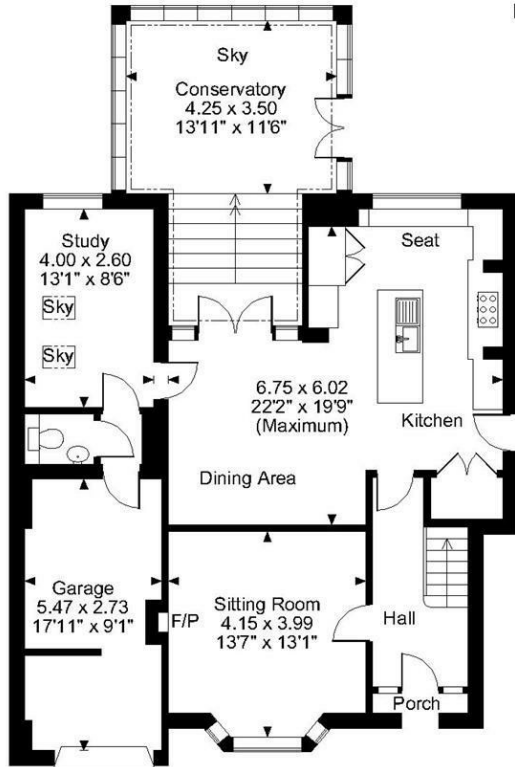 Sky
Conservatory
4.25 x 3.50
13'11" x 11'6"
Study
4.00 x 2.60
13'1" x 8'6"
Sky
Sky
Seat
6.75 x 6.02
22'2" x 19'9"
(Maximum)
Kitchen
Dining Area
Garage
5.47 x 2.73
17'11" x 9'1"
F/P
Sitting Room
4.15 x 3.99
13'7" x 13'1"
Hall
Porch